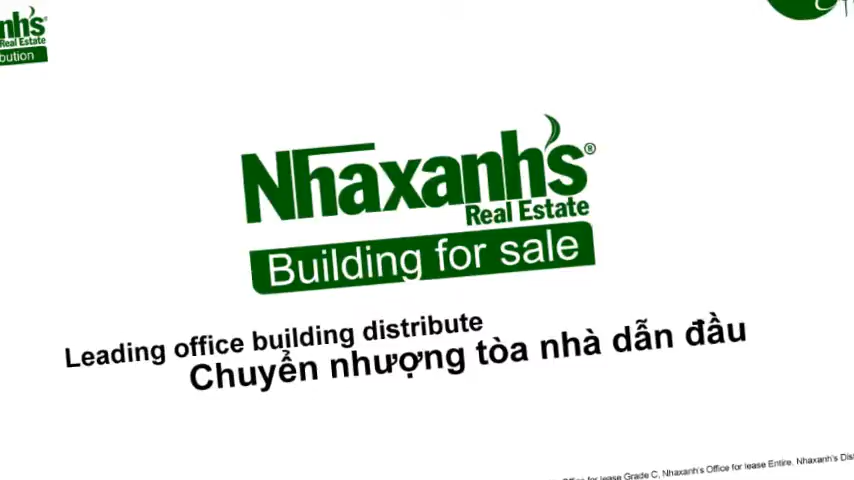 nh's
Real Estate
bution
Nhaxanh's®
Real Estate
Building for sale
Leading office building distribute
Chuyển nhượng tòa nhà dẫn đầu
Office for lease Grade C, Nhaxanh's Office for lease Entire, Nhaxanh's Dis